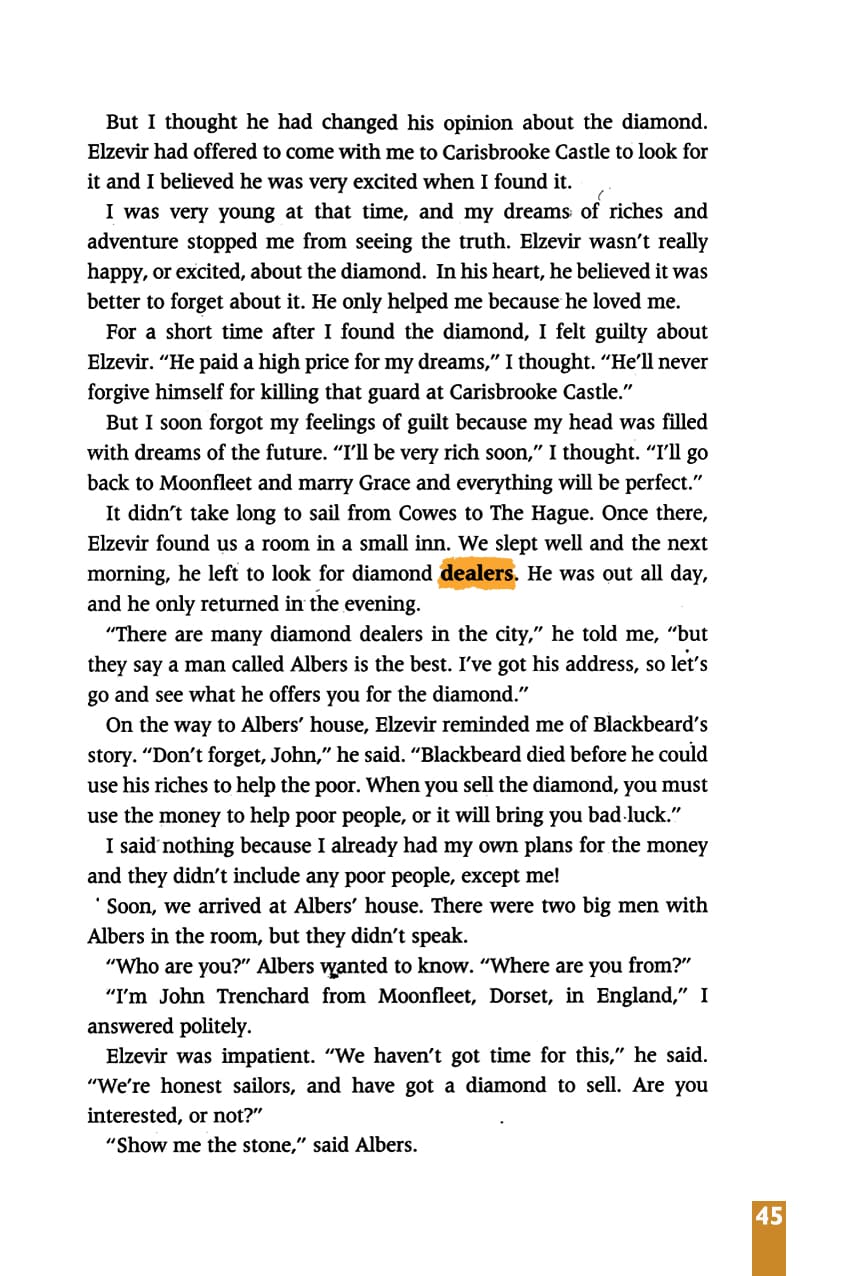 But I thought he had changed his opinion about the diamond.
Elzevir had offered to come with me to Carisbrooke Castle to look for
it and I believed he was very excited when I found it.
I was very young at that time, and my dreams of riches and
adventure stopped me from seeing the truth. Elzevir wasn't really
happy, or excited, about the diamond. In his heart, he believed it was
better to forget about it. He only helped me because he loved me.
For a short time after I found the diamond, I felt guilty about
Elzevir. "He paid a high price for my dreams," I thought. "He'll never
forgive himself for killing that guard at Carisbrooke Castle."
But I soon forgot my feelings of guilt because my head was filled
with dreams of the future. "I'll be very rich soon," I thought. "I'll go
back to Moonfleet and marry Grace and everything will be perfect."
It didn't take long to sail from Cowes to The Hague. Once there,
Elzevir found us a room in a small inn. We slept well and the next
morning, he left to look for diamond dealers. He was out all day,
and he only returned in the evening.
"There are many diamond dealers in the city," he told me, "but
they say a man called Albers is the best. I've got his address, so let's
go and see what he offers you for the diamond."
On the way to Albers' house, Elzevir reminded me of Blackbeard's
story. "Don't forget, John," he said. "Blackbeard died before he could
use his riches to help the poor. When you sell the diamond, you must
use the money to help poor people, or it will bring you bad luck."
I said nothing because I already had my own plans for the money
and they didn't include any poor people, except me!
Soon, we arrived at Albers' house. There were two big men with
Albers in the room, but they didn't speak.
"Who are you?" Albers wanted to know. "Where are you from?"
"I'm John Trenchard from Moonfleet, Dorset, in England," I
answered politely.
Elzevir was impatient. "We haven't got time for this," he said.
"We're honest sailors, and have got a diamond to sell. Are you
interested, or not?"
"Show me the stone," said Albers.
45